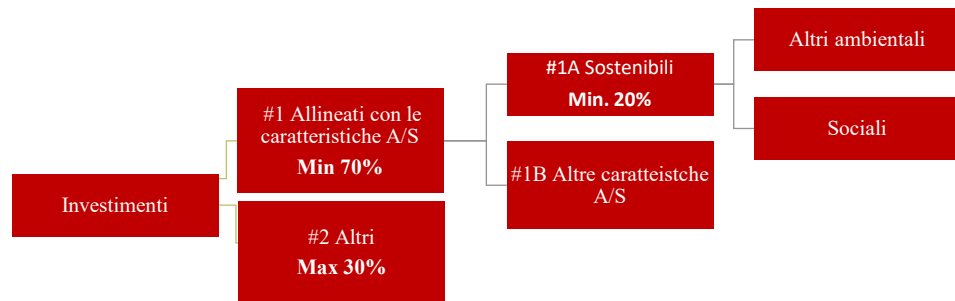 Investimenti
#1 Allineati con le
caratteristiche A/S
Min 70%
#2 Altri
Max 30%
#1A Sostenibili
Min. 20%
#1B Altre caratteistche
A/S
Altri ambientali
Sociali